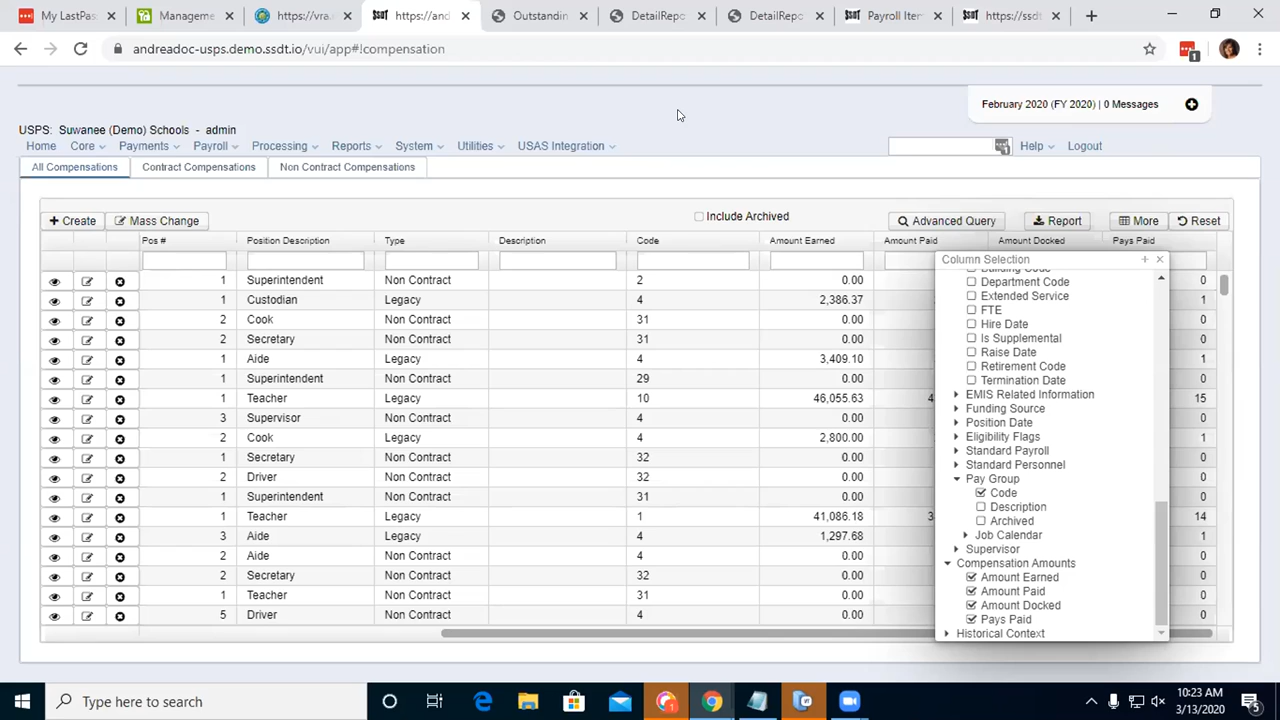 My LastPas
Manageme
https://vra.
https://and
Outstandin
DetailRepo
DetailRepo
Payroll Iter
https://ssdt
andreadoc-usps.demo.ssdt.io/vui/app#!compensation
1
February 2020 (FY 2020) | 0 Messages
USPS: Suwanee (Demo) Schools - admin
Home Core Payments Payroll Processing Reports System Utilities USAS Integration Help Logout
All Compensations Contract Compensations Non Contract Compensations
Create Mass Change Include Archived Advanced Query Report More Reset
Pos # Position Description Type Description Code Amount Earned Amount Paid Amount Docked Pays Paid
1 Superintendent Non Contract 2 0.00 0
1 Custodian Legacy 4 2,386.37 1
2 Cook Non Contract 31 0.00 0
2 Secretary Non Contract 31 0.00 0
1 Aide Legacy 4 3,409.10 1
1 Superintendent Non Contract 29 0.00 0
1 Teacher Legacy 10 46,055.63 4 15
3 Supervisor Non Contract 4 0.00 0
2 Cook Legacy 4 2,800.00 1
1 Secretary Non Contract 32 0.00 0
2 Driver Non Contract 32 0.00 0
1 Superintendent Non Contract 31 0.00 0
1 Teacher Legacy 1 41,086.18 3 14
3 Aide Legacy 4 1,297.68 1
2 Aide Non Contract 4 0.00 0
2 Secretary Non Contract 32 0.00 0
1 Teacher Non Contract 31 0.00 0
5 Driver Non Contract 4 0.00 0
Column Selection
Building Code
Department Code
Extended Service
FTE
Hire Date
Is Supplemental
Raise Date
Retirement Code
Termination Date
EMIS Related Information
Funding Source
Position Date
Eligibility Flags
Standard Payroll
Standard Personnel
Pay Group
Code
Description
Archived
Job Calendar
Supervisor
Compensation Amounts
Amount Earned
Amount Paid
Amount Docked
Pays Paid
Historical Context
Type here to search
10:23 AM
3/13/2020
5